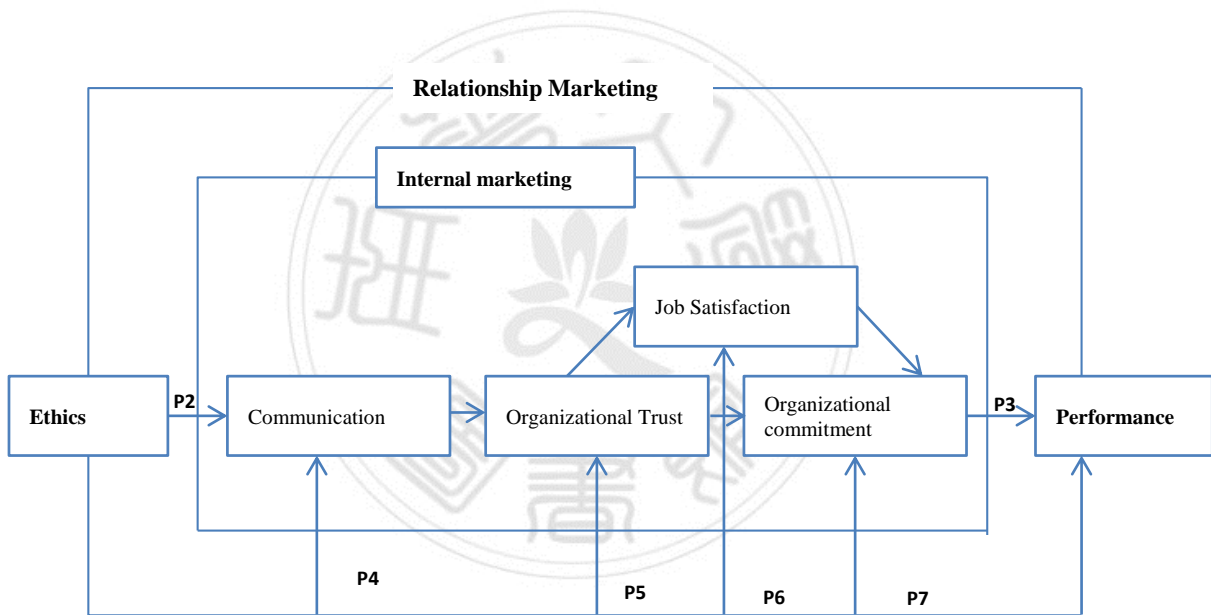 Relationship Marketing
Internal marketing
Job Satisfaction
Ethics
P2
Communication
Organizational Trust
Organizational
commitment
P3
Performance
P4
P5
P6
P7